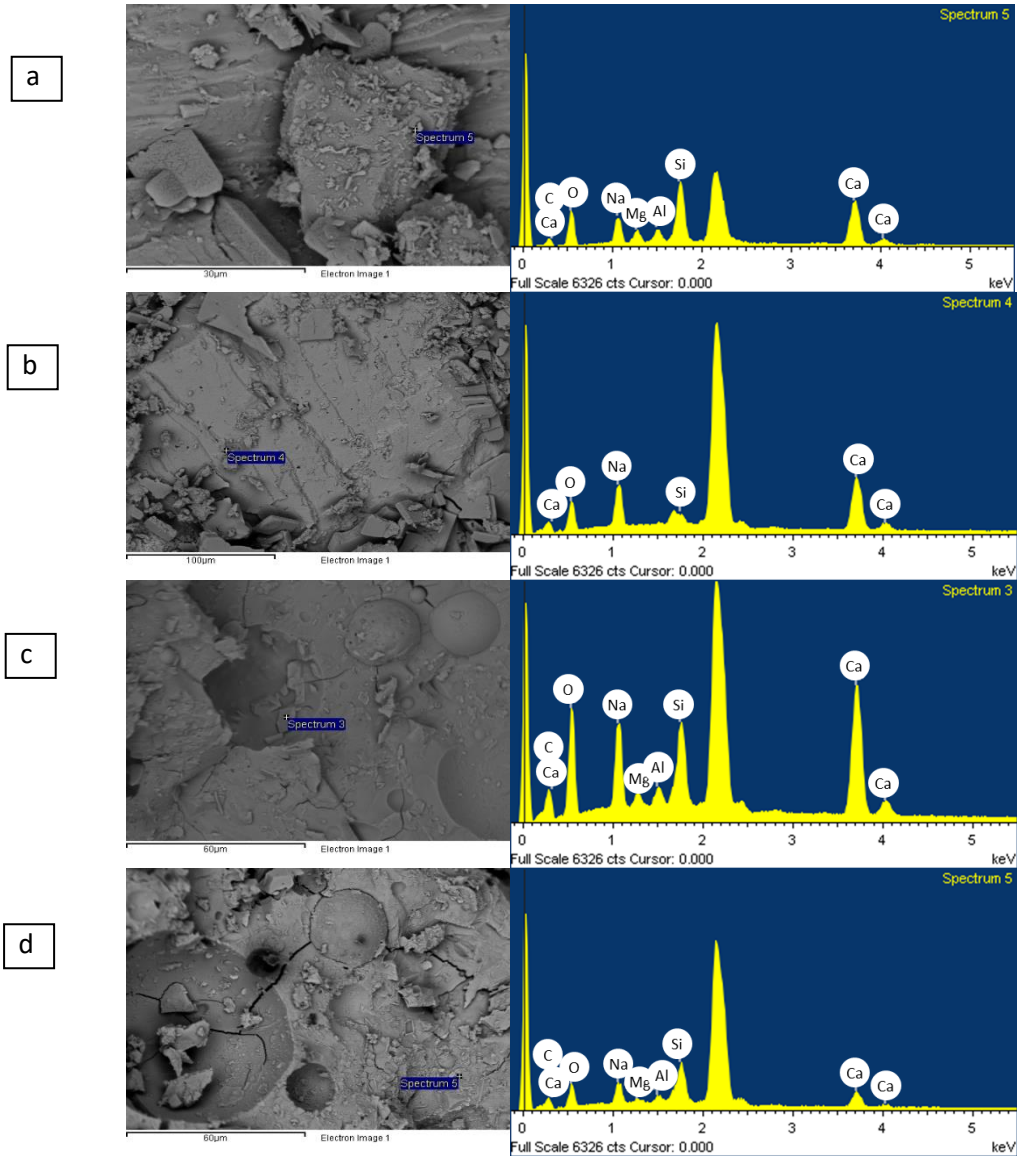 a
Spectrum 5
30µm Electron Image 1
Spectrum 5
C
Ca
O
Na
Mg
Al
Si
Ca
Ca
0 1 2 3 4 5
Full Scale 6326 cts Cursor: 0.000 keV
b
Spectrum 4
100µm Electron Image 1
Spectrum 4
Ca
O
Na
Si
Ca
Ca
0 1 2 3 4 5
Full Scale 6326 cts Cursor: 0.000 keV
c
Spectrum 3
60µm Electron Image 1
Spectrum 3
C
Ca
O
Na
Mg
Al
Si
Ca
Ca
0 1 2 3 4 5
Full Scale 6326 cts Cursor: 0.000 keV
d
Spectrum 5
60µm Electron Image 1
Spectrum 5
C
Ca
O
Na
Mg
Al
Si
Ca
Ca
0 1 2 3 4 5
Full Scale 6326 cts Cursor: 0.000 keV